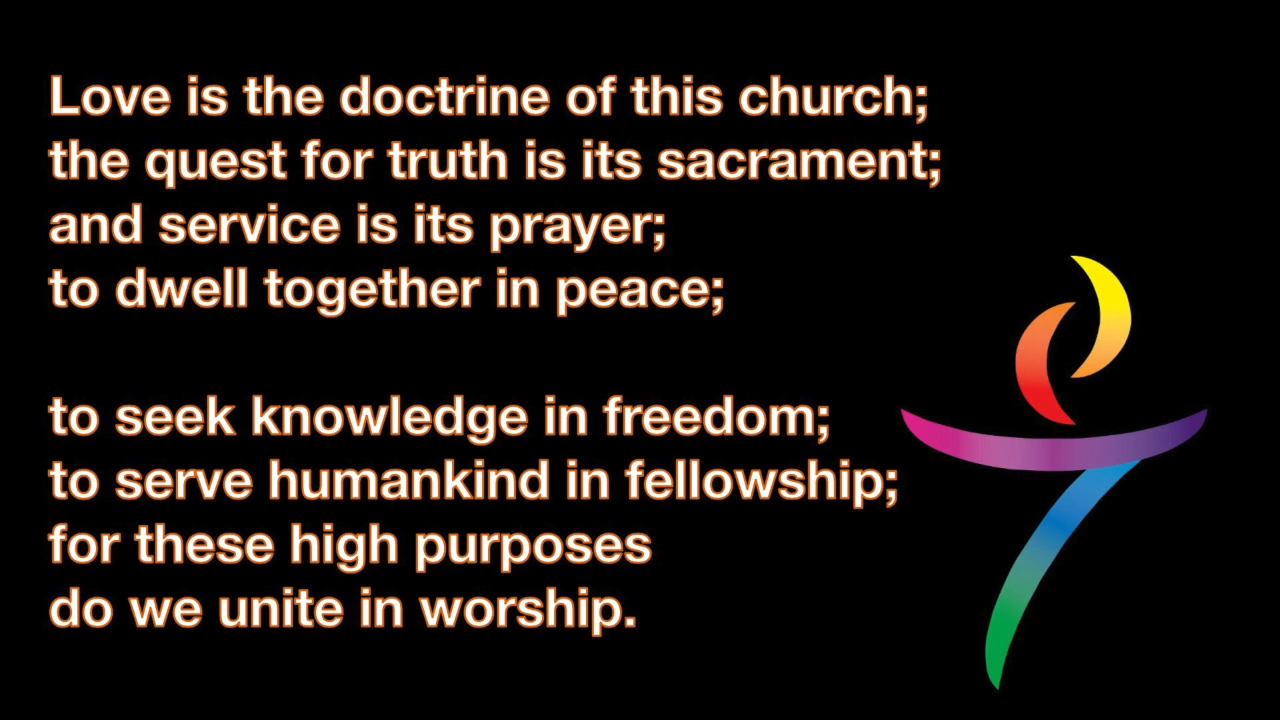 Love is the doctrine of this church;
the quest for truth is its sacrament;
and service is its prayer;
to dwell together in peace;
to seek knowledge in freedom;
to serve humankind in fellowship;
for these high purposes
do we unite in worship.